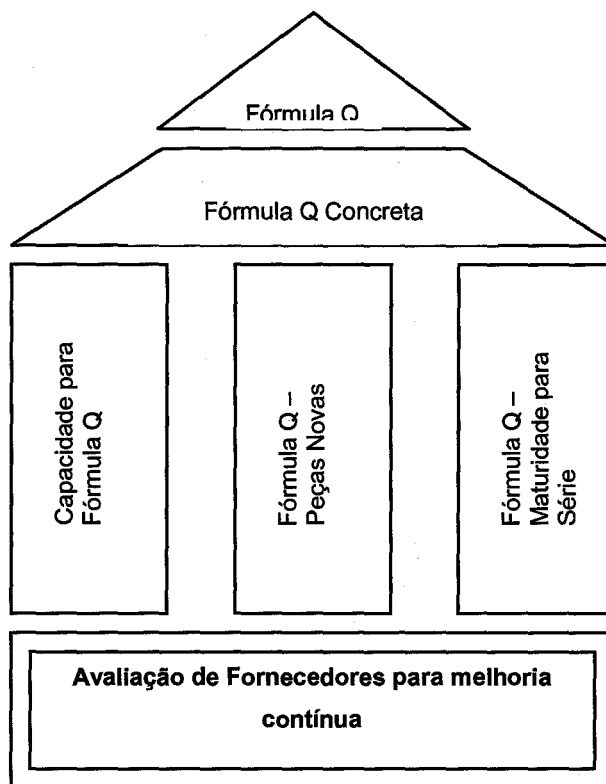 Fórmula Q
Fórmula Q Concreta
Capacidade para
Fórmula Q
Fórmula Q –
Peças Novas
Fórmula Q –
Maturidade para
Série
Avaliação de Fornecedores para melhoria
contínua